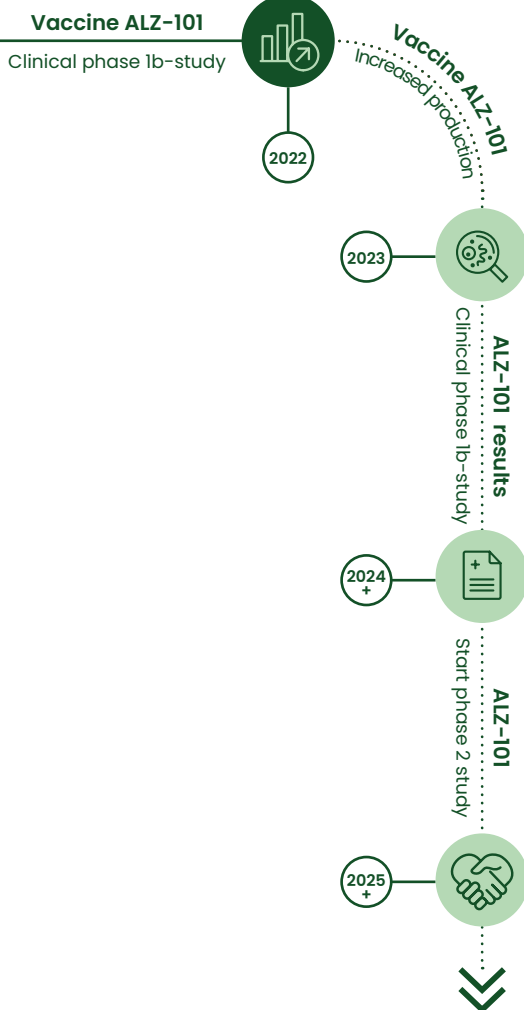 Vaccine ALZ-101
Clinical phase 1b-study
2022
Vaccine ALZ-101
Increased production
2023
ALZ-101 results
Clinical phase 1b-study
2024
+
ALZ-101
Start phase 2 study
2025
+